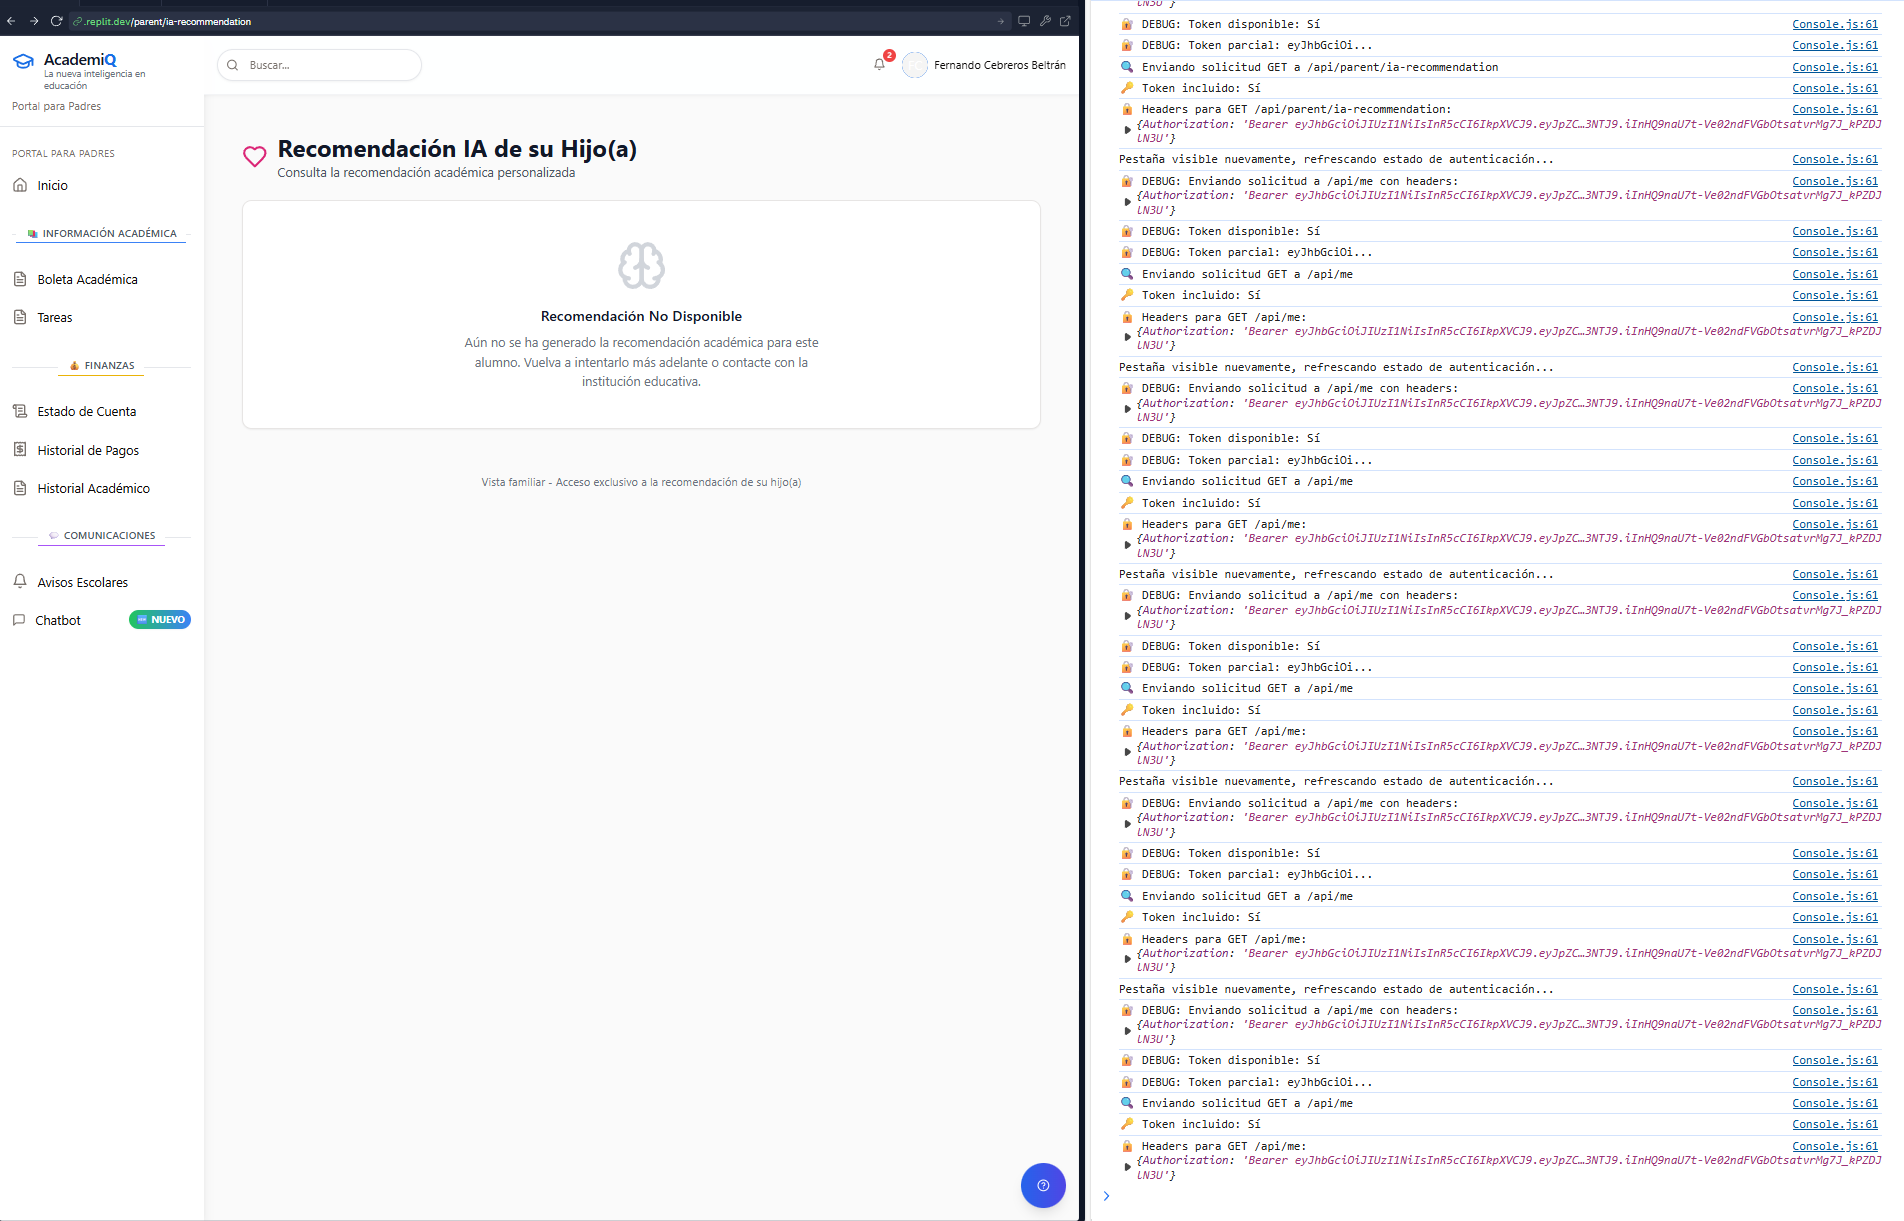 .replit.dev/parent/ia-recommendation
AcademiQ
La nueva inteligencia en
educación
Portal para Padres
Buscar...
2
Fernando Cebreros Beltrán
PORTAL PARA PADRES
Inicio
INFORMACIÓN ACADÉMICA
Boleta Académica
Tareas
FINANZAS
Estado de Cuenta
Historial de Pagos
Historial Académico
COMUNICACIONES
Avisos Escolares
Chatbot
NUEVO
Recomendación IA de su Hijo(a)
Consulta la recomendación académica personalizada
Recomendación No Disponible
Aún no se ha generado la recomendación académica para este
alumno. Vuelva a intentarlo más adelante o contacte con la
institución educativa.
Vista familiar - Acceso exclusivo a la recomendación de su hijo(a)
lN3U'}
DEBUG: Token disponible: Sí Console.js:61
DEBUG: Token parcial: eyJhbGciOi... Console.js:61
Enviando solicitud GET a /api/parent/ia-recommendation Console.js:61
Token incluido: Sí Console.js:61
Headers para GET /api/parent/ia-recommendation: Console.js:61
{Authorization: 'Bearer eyJhbGciOiJIUzI1NiIsInR5cCI6IkpXVCJ9.eyJpZC…3NTJ9.iInHQ9naU7t-Ve02ndFVGbOtsatvrMg7J_kPZDJ
lN3U'}
Pestaña visible nuevamente, refrescando estado de autenticación... Console.js:61
DEBUG: Enviando solicitud a /api/me con headers: Console.js:61
{Authorization: 'Bearer eyJhbGciOiJIUzI1NiIsInR5cCI6IkpXVCJ9.eyJpZC…3NTJ9.iInHQ9naU7t-Ve02ndFVGbOtsatvrMg7J_kPZDJ
lN3U'}
DEBUG: Token disponible: Sí Console.js:61
DEBUG: Token parcial: eyJhbGciOi... Console.js:61
Enviando solicitud GET a /api/me Console.js:61
Token incluido: Sí Console.js:61
Headers para GET /api/me: Console.js:61
{Authorization: 'Bearer eyJhbGciOiJIUzI1NiIsInR5cCI6IkpXVCJ9.eyJpZC…3NTJ9.iInHQ9naU7t-Ve02ndFVGbOtsatvrMg7J_kPZDJ
lN3U'}
Pestaña visible nuevamente, refrescando estado de autenticación... Console.js:61
DEBUG: Enviando solicitud a /api/me con headers: Console.js:61
{Authorization: 'Bearer eyJhbGciOiJIUzI1NiIsInR5cCI6IkpXVCJ9.eyJpZC…3NTJ9.iInHQ9naU7t-Ve02ndFVGbOtsatvrMg7J_kPZDJ
lN3U'}
DEBUG: Token disponible: Sí Console.js:61
DEBUG: Token parcial: eyJhbGciOi... Console.js:61
Enviando solicitud GET a /api/me Console.js:61
Token incluido: Sí Console.js:61
Headers para GET /api/me: Console.js:61
{Authorization: 'Bearer eyJhbGciOiJIUzI1NiIsInR5cCI6IkpXVCJ9.eyJpZC…3NTJ9.iInHQ9naU7t-Ve02ndFVGbOtsatvrMg7J_kPZDJ
lN3U'}
Pestaña visible nuevamente, refrescando estado de autenticación... Console.js:61
DEBUG: Enviando solicitud a /api/me con headers: Console.js:61
{Authorization: 'Bearer eyJhbGciOiJIUzI1NiIsInR5cCI6IkpXVCJ9.eyJpZC…3NTJ9.iInHQ9naU7t-Ve02ndFVGbOtsatvrMg7J_kPZDJ
lN3U'}
DEBUG: Token disponible: Sí Console.js:61
DEBUG: Token parcial: eyJhbGciOi... Console.js:61
Enviando solicitud GET a /api/me Console.js:61
Token incluido: Sí Console.js:61
Headers para GET /api/me: Console.js:61
{Authorization: 'Bearer eyJhbGciOiJIUzI1NiIsInR5cCI6IkpXVCJ9.eyJpZC…3NTJ9.iInHQ9naU7t-Ve02ndFVGbOtsatvrMg7J_kPZDJ
lN3U'}
Pestaña visible nuevamente, refrescando estado de autenticación... Console.js:61
DEBUG: Enviando solicitud a /api/me con headers: Console.js:61
{Authorization: 'Bearer eyJhbGciOiJIUzI1NiIsInR5cCI6IkpXVCJ9.eyJpZC…3NTJ9.iInHQ9naU7t-Ve02ndFVGbOtsatvrMg7J_kPZDJ
lN3U'}
DEBUG: Token disponible: Sí Console.js:61
DEBUG: Token parcial: eyJhbGciOi... Console.js:61
Enviando solicitud GET a /api/me Console.js:61
Token incluido: Sí Console.js:61
Headers para GET /api/me: Console.js:61
{Authorization: 'Bearer eyJhbGciOiJIUzI1NiIsInR5cCI6IkpXVCJ9.eyJpZC…3NTJ9.iInHQ9naU7t-Ve02ndFVGbOtsatvrMg7J_kPZDJ
lN3U'}
Pestaña visible nuevamente, refrescando estado de autenticación... Console.js:61
DEBUG: Enviando solicitud a /api/me con headers: Console.js:61
{Authorization: 'Bearer eyJhbGciOiJIUzI1NiIsInR5cCI6IkpXVCJ9.eyJpZC…3NTJ9.iInHQ9naU7t-Ve02ndFVGbOtsatvrMg7J_kPZDJ
lN3U'}
DEBUG: Token disponible: Sí Console.js:61
DEBUG: Token parcial: eyJhbGciOi... Console.js:61
Enviando solicitud GET a /api/me Console.js:61
Token incluido: Sí Console.js:61
Headers para GET /api/me: Console.js:61
{Authorization: 'Bearer eyJhbGciOiJIUzI1NiIsInR5cCI6IkpXVCJ9.eyJpZC…3NTJ9.iInHQ9naU7t-Ve02ndFVGbOtsatvrMg7J_kPZDJ
lN3U'}